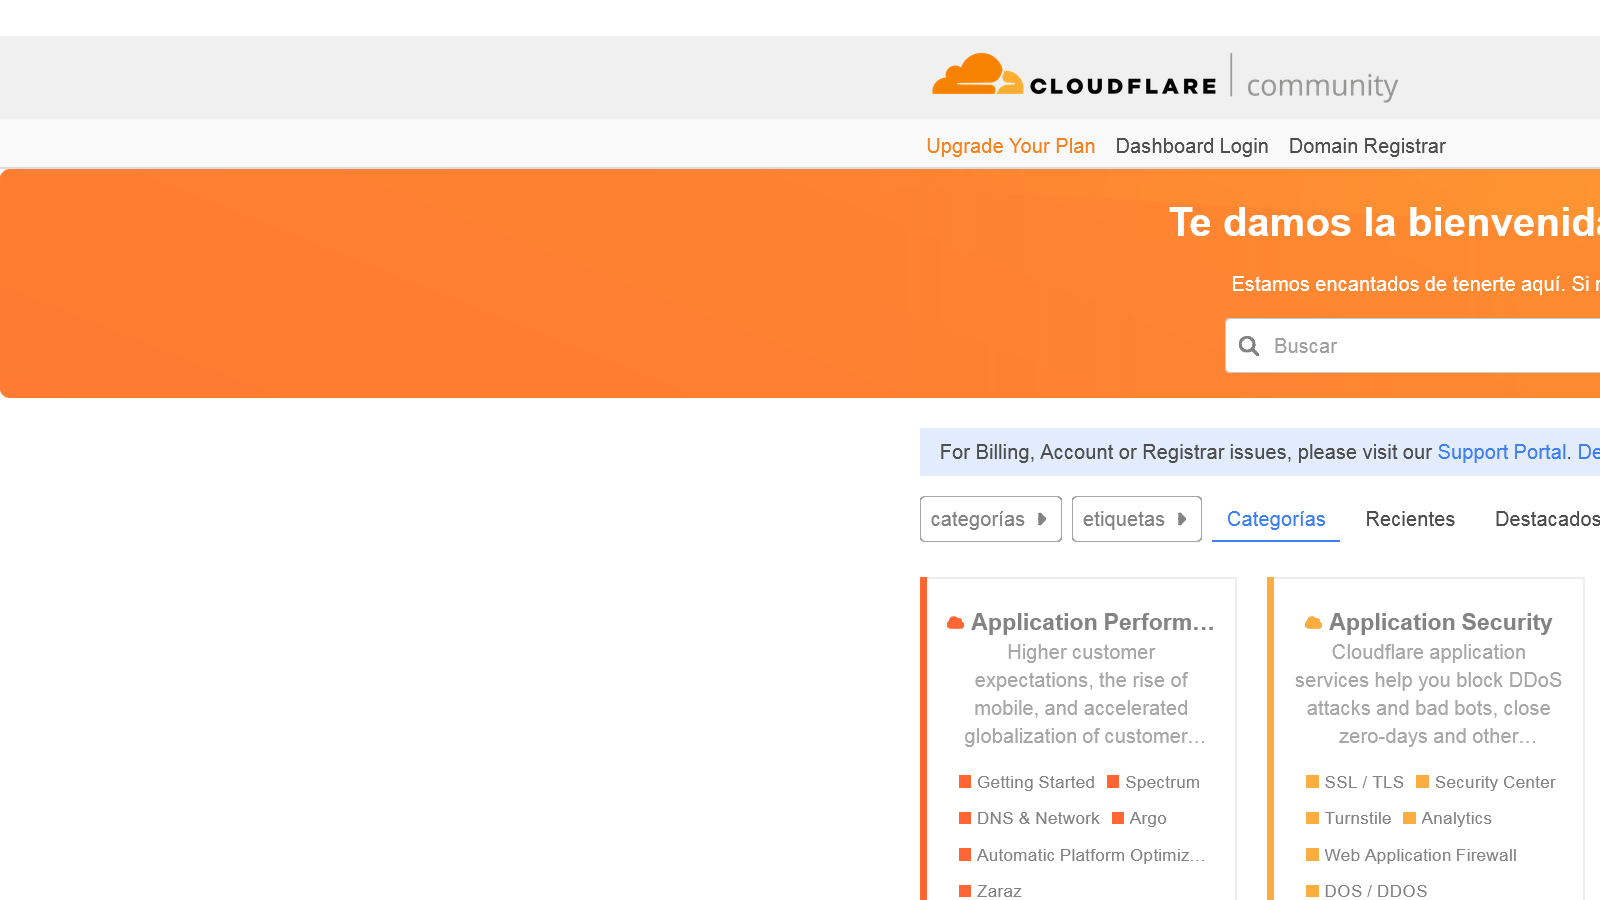 CLOUDFLARE community
Upgrade Your Plan Dashboard Login Domain Registrar
Te damos la bienvenida
Estamos encantados de tenerte aquí. Si
Buscar
For Billing, Account or Registrar issues, please visit our Support Portal. De
categorías etiquetas Categorías Recientes Destacados
Application Perform…
Higher customer
expectations, the rise of
mobile, and accelerated
globalization of customer…
Getting Started Spectrum
DNS & Network Argo
Automatic Platform Optimiz…
Zaraz
Application Security
Cloudflare application
services help you block DDoS
attacks and bad bots, close
zero-days and other…
SSL / TLS Security Center
Turnstile Analytics
Web Application Firewall
DOS / DDOS